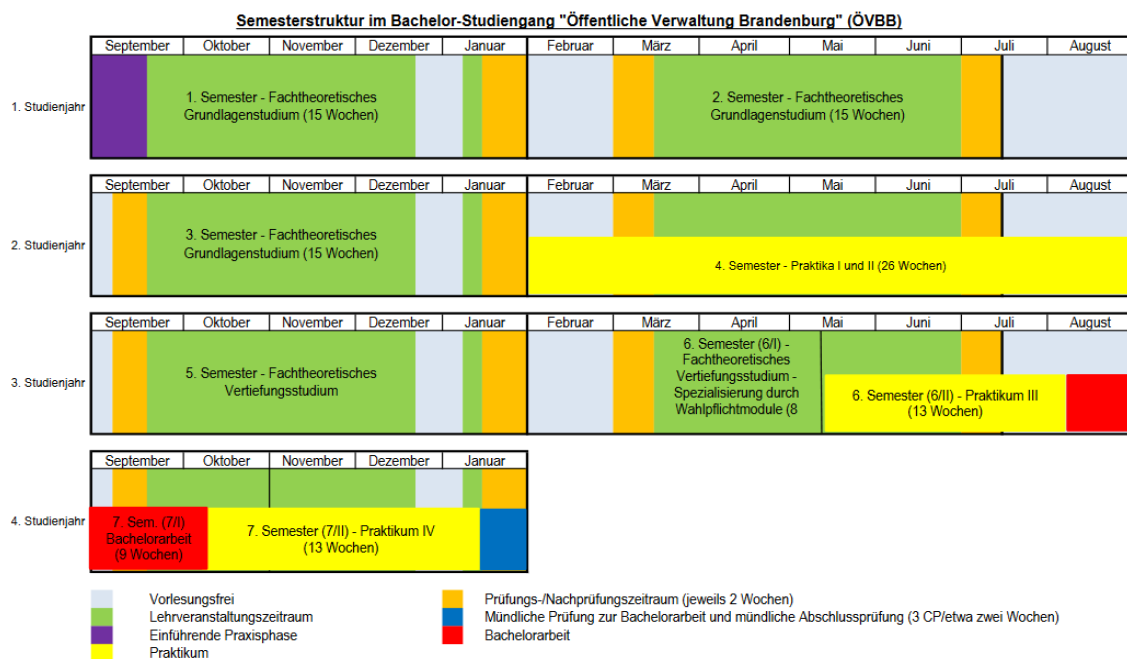 Semesterstruktur im Bachelor-Studiengang "Öffentliche Verwaltung Brandenburg" (ÖVBB)
September Oktober November Dezember Januar Februar März April Mai Juni Juli August
1. Studienjahr
1. Semester - Fachtheoretisches
Grundlagenstudium (15 Wochen)
2. Semester - Fachtheoretisches
Grundlagenstudium (15 Wochen)
September Oktober November Dezember Januar Februar März April Mai Juni Juli August
2. Studienjahr
3. Semester - Fachtheoretisches
Grundlagenstudium (15 Wochen)
4. Semester - Praktika I und II (26 Wochen)
September Oktober November Dezember Januar Februar März April Mai Juni Juli August
3. Studienjahr
5. Semester - Fachtheoretisches
Vertiefungsstudium
6. Semester (6/I) -
Fachtheoretisches
Vertiefungsstudium -
Spezialisierung durch
Wahlpflichtmodule (8
6. Semester (6/II) - Praktikum III
(13 Wochen)
September Oktober November Dezember Januar
4. Studienjahr
7. Sem. (7/I)
Bachelorarbeit
(9 Wochen)
7. Semester (7/II) - Praktikum IV
(13 Wochen)
Vorlesungsfrei
Lehrveranstaltungszeitraum
Einführende Praxisphase
Praktikum
Prüfungs-/Nachprüfungszeitraum (jeweils 2 Wochen)
Mündliche Prüfung zur Bachelorarbeit und mündliche Abschlussprüfung (3 CP/etwa zwei Wochen)
Bachelorarbeit